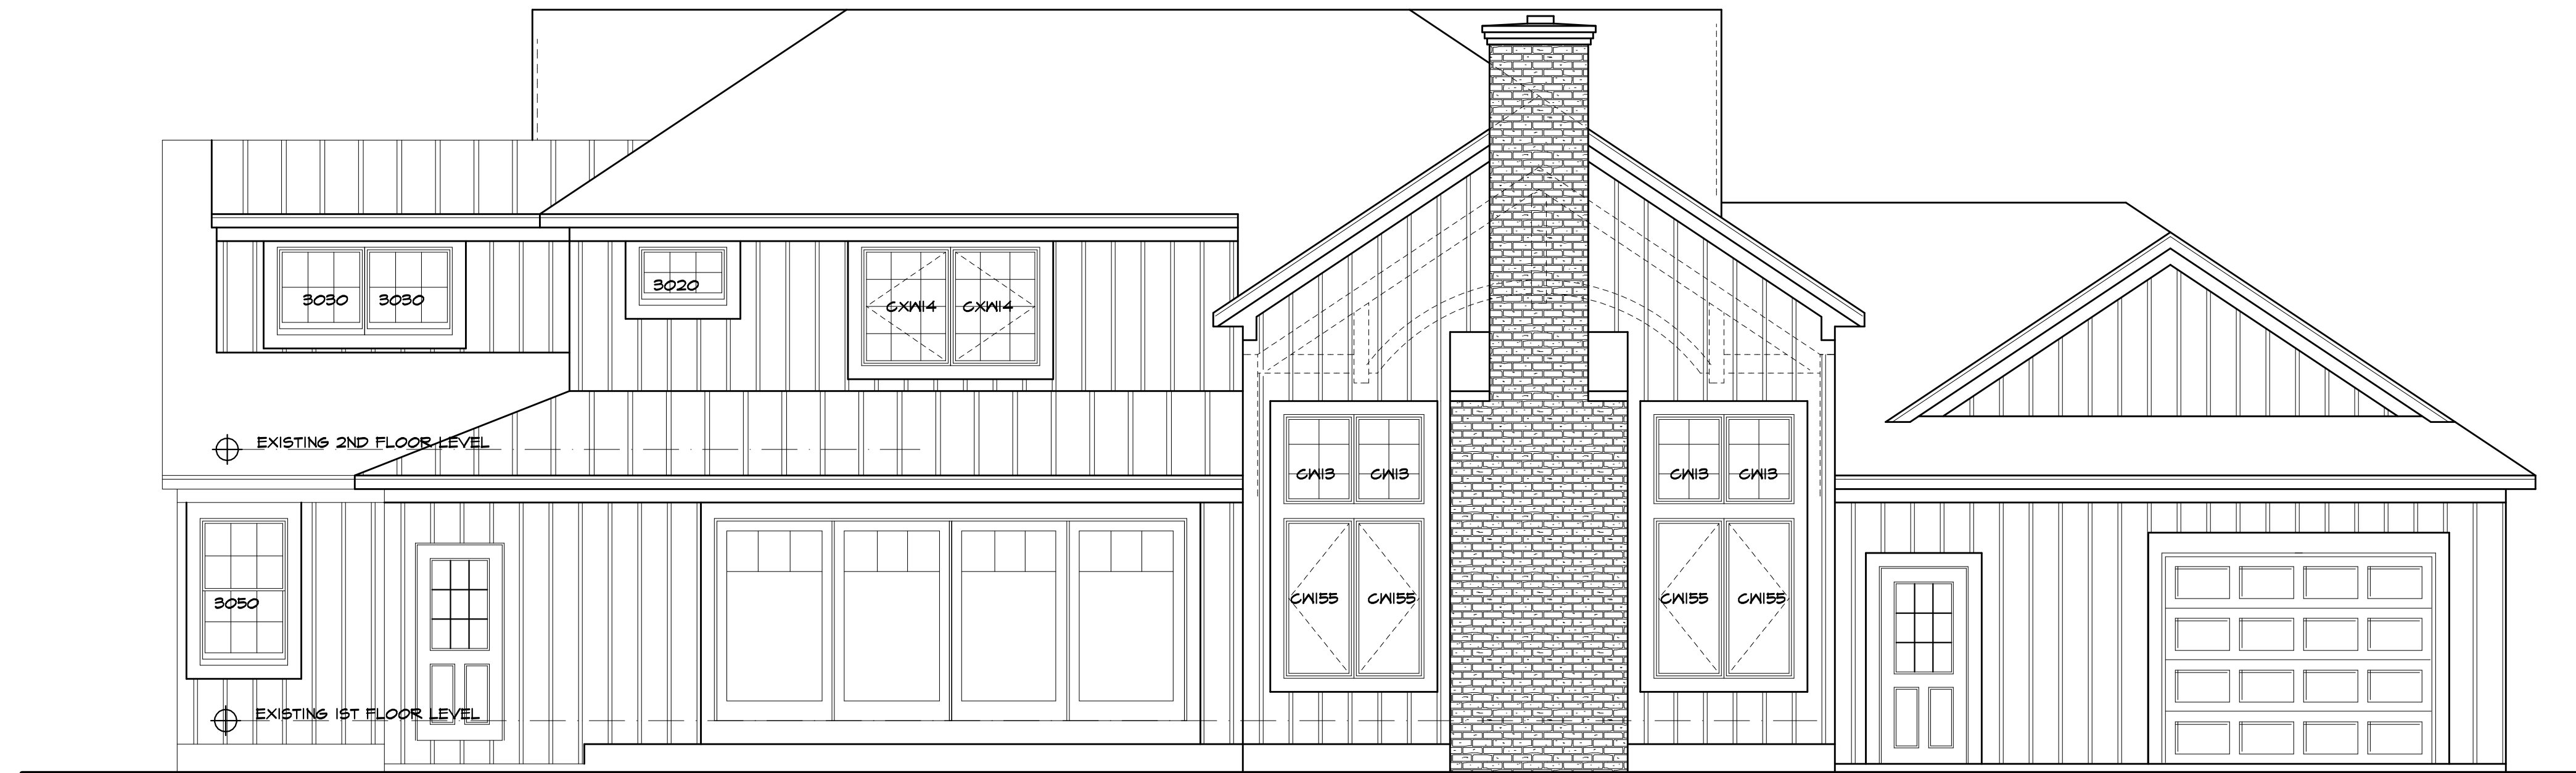 3030 3030
3020
CXW14 CXW14
EXISTING 2ND FLOOR LEVEL
CW13 CW13
CW13 CW13
3050
CW155 CW155
CW155 CW155
EXISTING 1ST FLOOR LEVEL